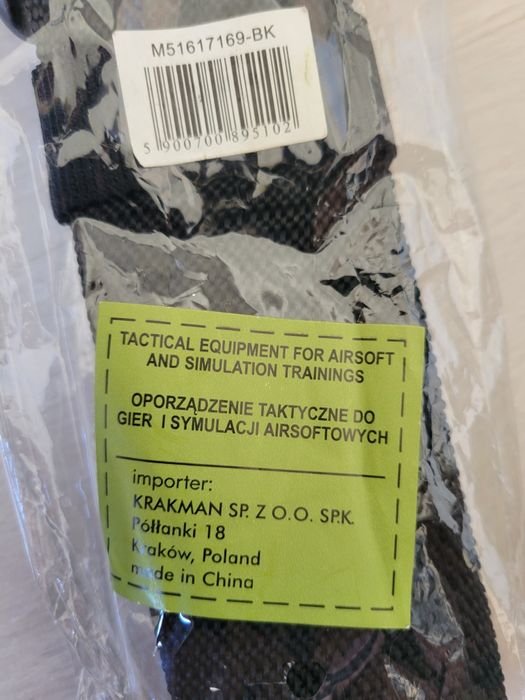 M51617169-BK
5 900700 895102
TACTICAL EQUIPMENT FOR AIRSOFT
AND SIMULATION TRAININGS
OPORZĄDZENIE TAKTYCZNE DO
GIER I SYMULACJI AIRSOFTOWYCH
importer:
KRAKMAN SP. Z O.O. SP.K.
Półłanki 18
Kraków, Poland
made in China